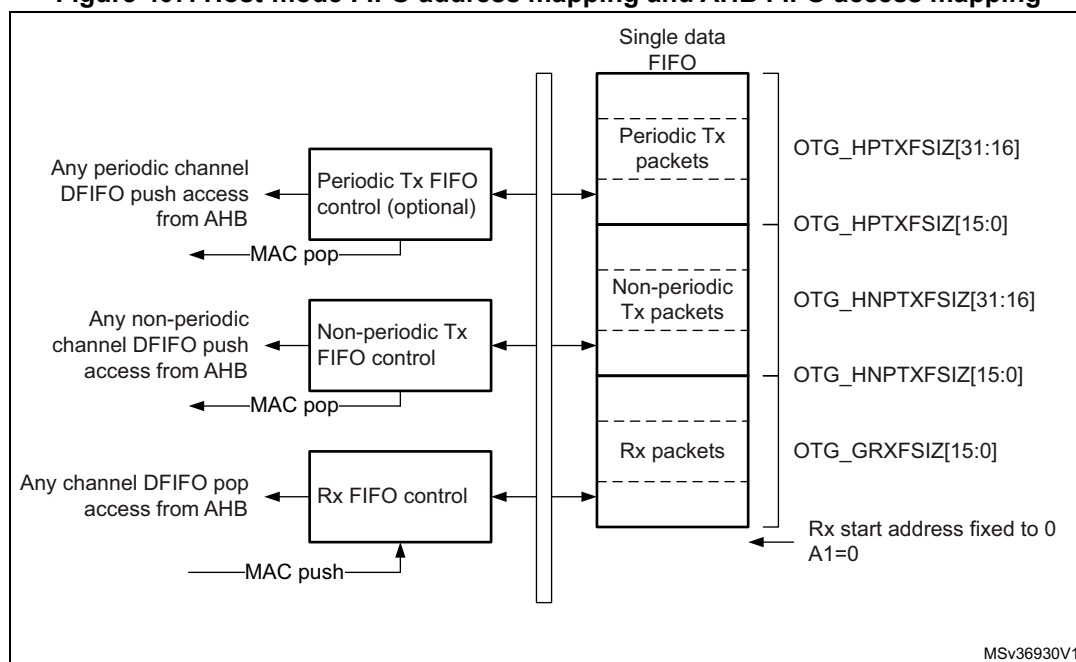 Figure Host-mode FIFO address mapping and AHB FIFO access mapping
Single data
FIFO
Periodic Tx
packets
OTG_HPTXFSIZ[31:16]
Any periodic channel
DFIFO push access
from AHB
Periodic Tx FIFO
control (optional)
MAC pop
OTG_HPTXFSIZ[15:0]
Non-periodic
Tx packets
OTG_HNPTXFSIZ[31:16]
Any non-periodic
channel DFIFO push
access from AHB
Non-periodic Tx
FIFO control
MAC pop
OTG_HNPTXFSIZ[15:0]
Rx packets
OTG_GRXFSIZ[15:0]
Any channel DFIFO pop
access from AHB
Rx FIFO control
Rx start address fixed to 0
A1=0
MAC push
MSv36930V1